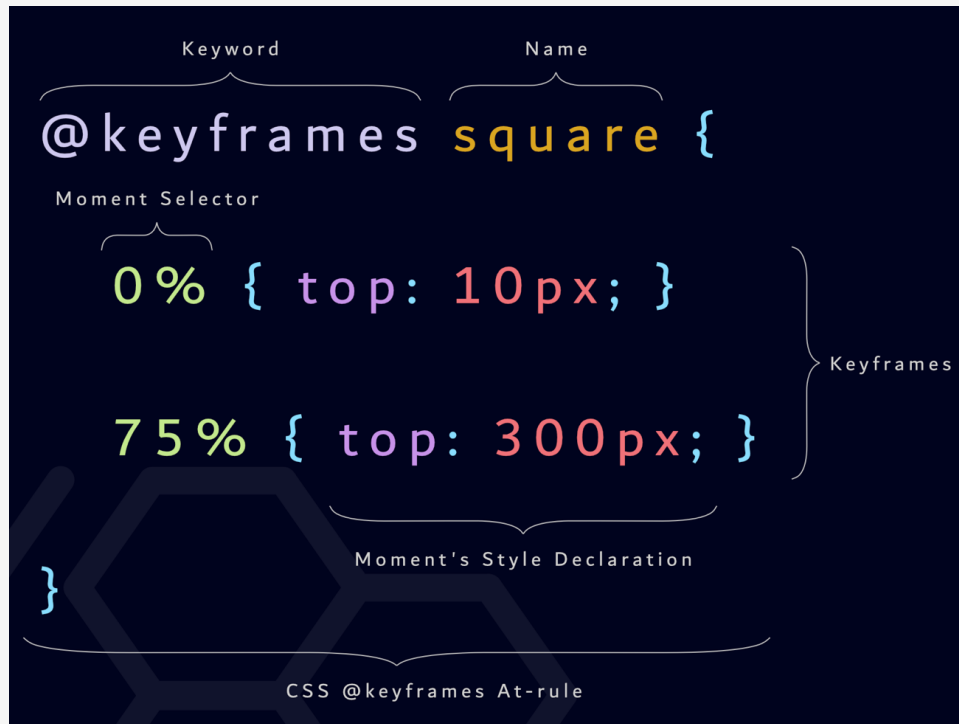 Keyword Name
@keyframes square {
Moment Selector
0% { top: 10px; }
Keyframes
75% { top: 300px; }
Moment's Style Declaration
}
CSS @keyframes At-rule